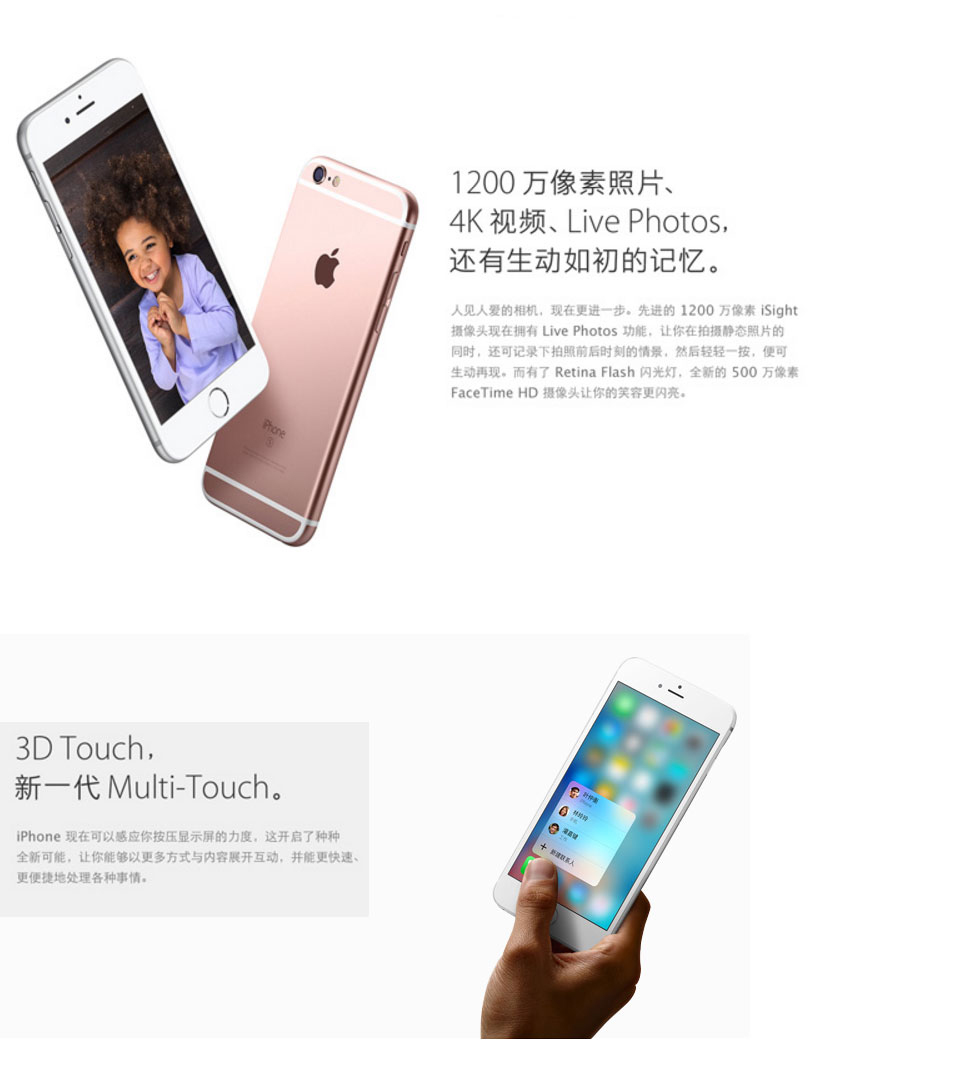 1200 万像素照片、
4K 视频、Live Photos，
还有生动如初的记忆。
人见人爱的相机，现在更进一步。先进的 1200 万像素 iSight
摄像头现在拥有 Live Photos 功能，让你在拍摄静态照片的
同时，还可记录下拍照前后时刻的情景，然后轻轻一按，便可
生动再现。而有了 Retina Flash 闪光灯，全新的 500 万像素
FaceTime HD 摄像头让你的笑容更闪亮。
iPhone
S
3D Touch，
新一代 Multi-Touch。
iPhone 现在可以感应你按压显示屏的力度，这开启了种种
全新可能，让你能够以更多方式与内容展开互动，并能更快速、
更便捷地处理各种事情。
iPhone
新建联系人